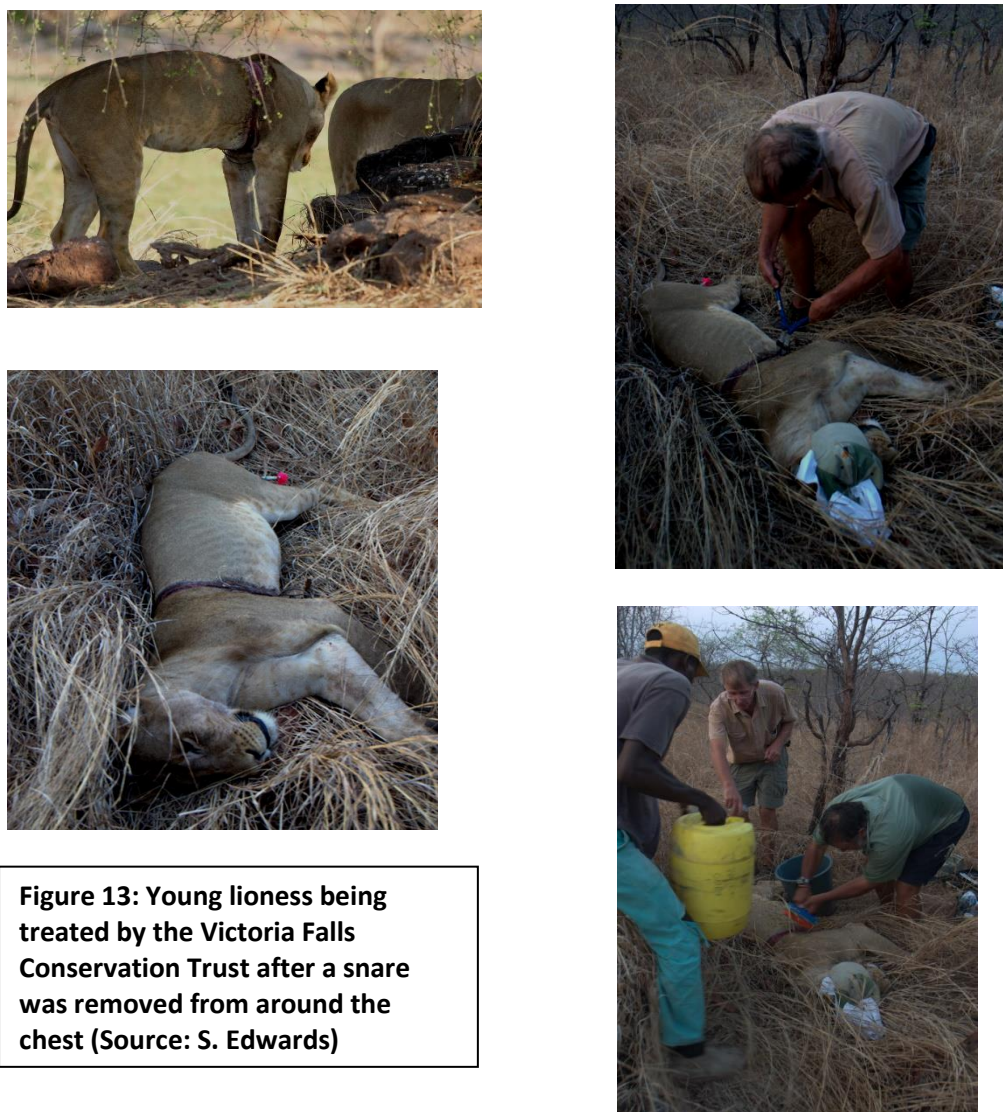 Figure 13: Young lioness being
treated by the Victoria Falls
Conservation Trust after a snare
was removed from around the
chest (Source: S. Edwards)